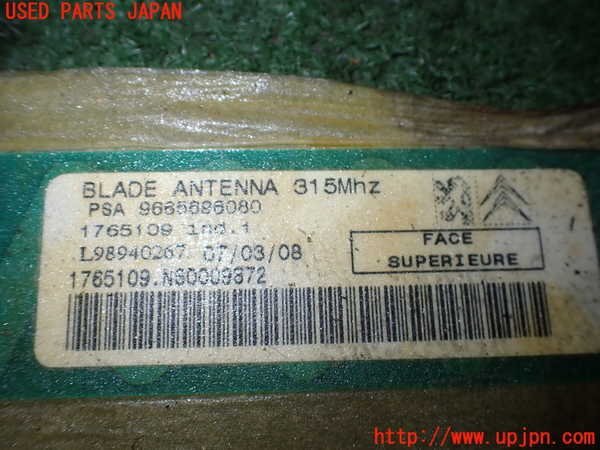 USED PARTS JAPAN
BLADE ANTENNA 315Mhz
PSA 9665696080
1765109 ind.1
L98940267 07/03/08
1765109.NS0009872
FACE
SUPERIEURE
http://www.upjpn.com/